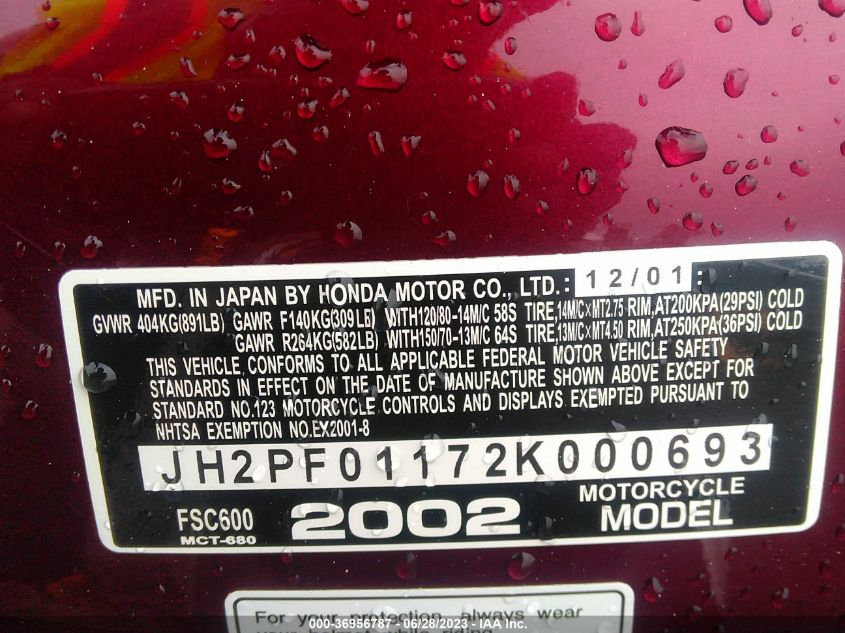 MFD. IN JAPAN BY HONDA MOTOR CO., LTD.: 12/01:
GVWR 404KG(891LB) GAWR F140KG(309LB) WITH120/80-14M/C 58S TIRE,14M/C×MT2.75 RIM,AT200KPA(29PSI) COLD
GAWR R264KG(582LB) WITH150/70-13M/C 64S TIRE,13M/C×MT4.50 RIM,AT250KPA(36PSI) COLD
THIS VEHICLE CONFORMS TO ALL APPLICABLE FEDERAL MOTOR VEHICLE SAFETY
STANDARDS IN EFFECT ON THE DATE OF MANUFACTURE SHOWN ABOVE EXCEPT FOR
STANDARD NO.123 MOTORCYCLE CONTROLS AND DISPLAYS EXEMPTED PURSUANT TO
NHTSA EXEMPTION NO.EX2001-8
JH2PF01172K000693
FSC600 2002 MOTORCYCLE
MCT-680 MODEL
For your protection, always wear
your helmet while riding.
000-36956787 - 06/28/2023 - IAA Inc.